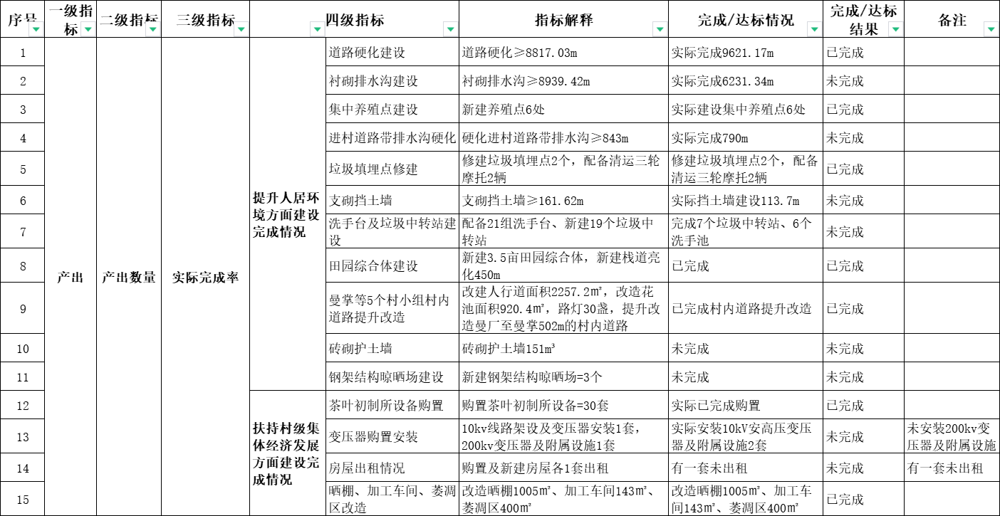 序号 一级指标 二级指标 三级指标 四级指标 指标解释 完成/达标情况 完成/达标结果 备注
产出 产出数量 实际完成率
提升人居环境方面建设完成情况
1 道路硬化建设 道路硬化≥8817.03m 实际完成9621.17m 已完成
2 衬砌排水沟建设 衬砌排水沟≥8939.42m 实际完成6231.34m 未完成
3 集中养殖点建设 新建养殖点6处 实际建设集中养殖点6处 已完成
4 进村道路带排水沟硬化 硬化进村道路带排水沟≥843m 实际完成790m 未完成
5 垃圾填埋点修建 修建垃圾填埋点2个，配备清运三轮摩托2辆 修建垃圾填埋点2个，配备清运三轮摩托2辆 已完成
6 支砌挡土墙 支砌挡土墙≥161.62m 实际挡土墙建设113.7m 未完成
7 洗手台及垃圾中转站建设 配备21组洗手台、新建19个垃圾中转站 完成7个垃圾中转站、6个洗手池 未完成
8 田园综合体建设 新建3.5亩田园综合体，新建栈道亮化450m 已完成 已完成
9 曼掌等5个村小组村内道路提升改造 改建人行道面积2257.2㎡，改造花池面积920.4㎡，路灯30盏，提升改造曼厂至曼掌502m的村内道路 已完成村内道路提升改造 已完成
10 砖砌护土墙 砖砌护土墙151m³ 未完成 未完成
11 钢架结构晾晒场建设 新建钢架结构晾晒场=3个 未完成 未完成
扶持村级集体经济发展方面建设完成情况
12 茶叶初制所设备购置 购置茶叶初制所设备=30套 实际已完成购置 已完成
13 变压器购置安装 10kv线路架设及变压器安装1套，200kv变压器及附属设施1套 实际安装10kV安高压变压器及附属设施2套 未完成 未安装200kv变压器及附属设施
14 房屋出租情况 购置及新建房屋各1套出租 有一套未出租 未完成 有一套未出租
15 晒棚、加工车间、萎凋区改造 改造晒棚1005㎡、加工车间143㎡、萎凋区400㎡ 改造晒棚1005㎡、加工车间143㎡、萎凋区400㎡ 已完成